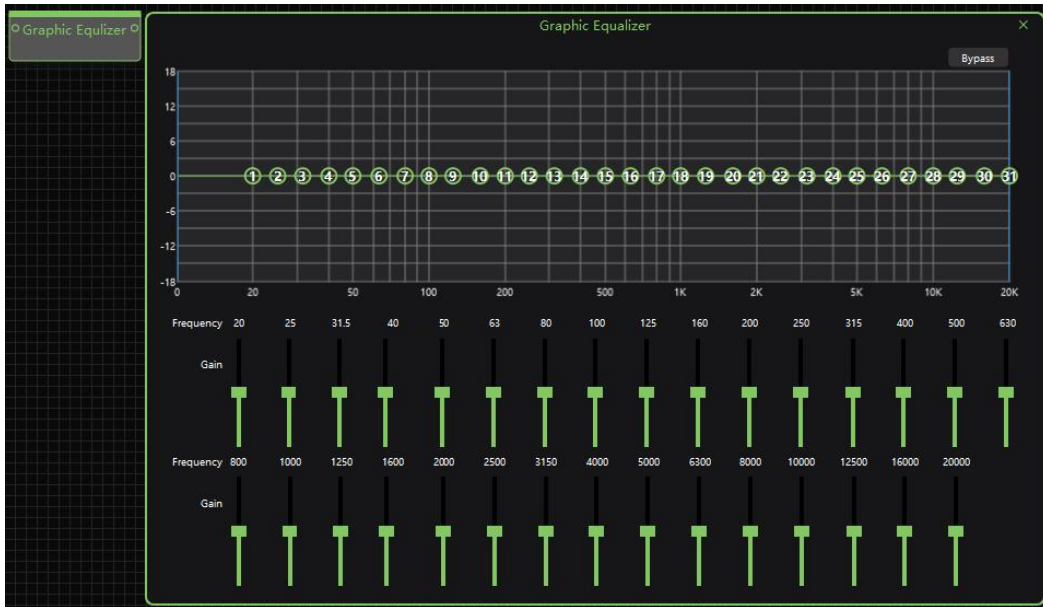 Graphic Equlizer
Graphic Equalizer ×
Bypass
18
12
6
0
-6
-12
-18
1 2 3 4 5 6 7 8 9 10 11 12 13 14 15 16 17 18 19 20 21 22 23 24 25 26 27 28 29 30 31
0 20 50 100 200 500 1K 2K 5K 10K 20K
Frequency 20 25 31.5 40 50 63 80 100 125 160 200 250 315 400 500 630
Gain
Frequency 800 1000 1250 1600 2000 2500 3150 4000 5000 6300 8000 10000 12500 16000 20000
Gain